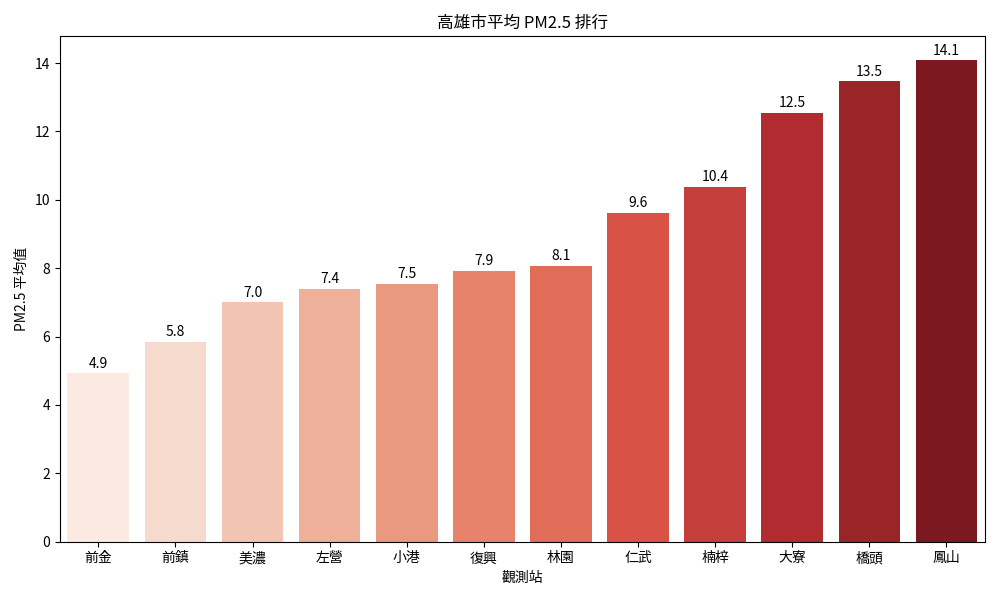 高雄市平均 PM2.5 排行
PM2.5 平均值
14
12
10
8
6
4
2
0
4.9
5.8
7.0
7.4
7.5
7.9
8.1
9.6
10.4
12.5
13.5
14.1
前金
前鎮
美濃
左營
小港
復興
林園
仁武
楠梓
大寮
橋頭
鳳山
觀測站